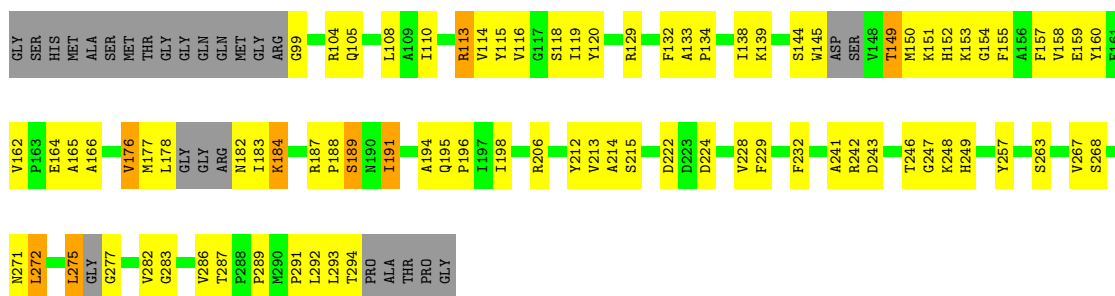 GLY SER HIS MET ALA SER MET THR GLY GLY GLN GLN MET GLY ARG G99 R104 Q105 L108 A109 I110 R113 V114 Y115 V116 G117 S118 I119 Y120 R129 F132 A133 P134 I138 K139 S144 W145 ASP SER V148 T149 M150 K151 H152 K153 G154 F155 A156 F157 V158 E159 Y160 E161
V162 P163 E164 A165 A166 V176 M177 L178 GLY GLY ARG N182 I183 K184 R187 P188 S189 N190 I191 A194 Q195 P196 I197 I198 R206 Y212 V213 A214 S215 D222 D223 D224 V228 F229 F232 A241 R242 D243 T246 G247 K248 H249 Y257 S263 V267 S268
N271 L272 L275 GLY G277 V282 G283 V286 T287 P288 P289 M290 P291 L292 L293 T294 PRO ALA THR PRO GLY